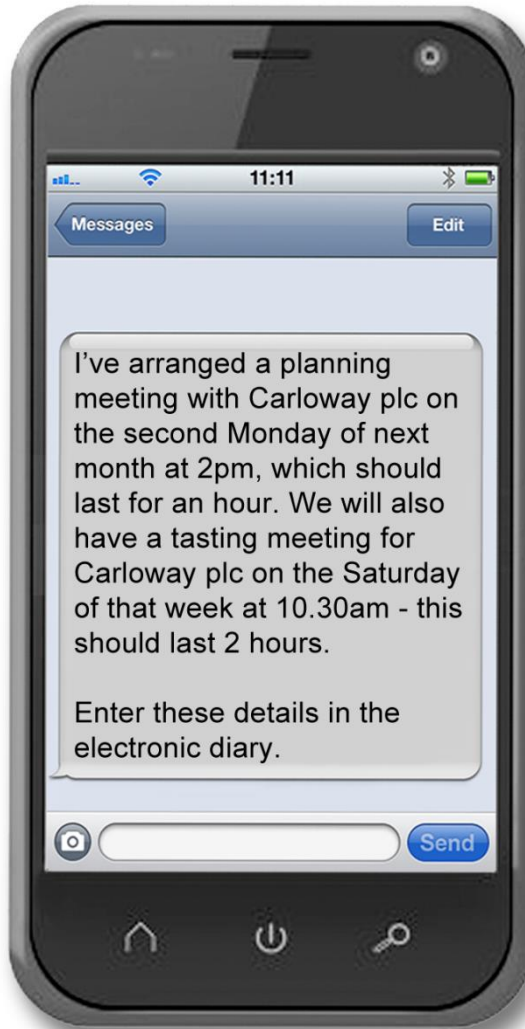 11:11
Messages
Edit
I've arranged a planning
meeting with Carloway plc on
the second Monday of next
month at 2pm, which should
last for an hour. We will also
have a tasting meeting for
Carloway plc on the Saturday
of that week at 10.30am - this
should last 2 hours.
Enter these details in the
electronic diary.
Send